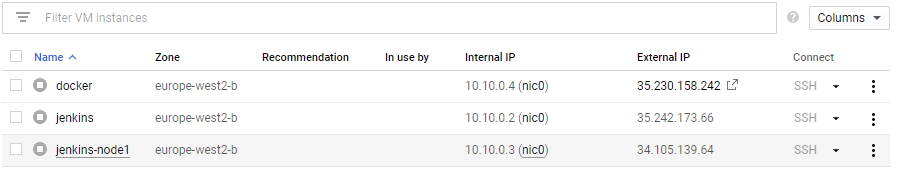 Filter VM instances
Columns
Name Zone Recommendation In use by Internal IP External IP Connect
docker europe-west2-b 10.10.0.4 (nic0) 35.230.158.242 SSH
jenkins europe-west2-b 10.10.0.2 (nic0) 35.242.173.66 SSH
jenkins-node1 europe-west2-b 10.10.0.3 (nic0) 34.105.139.64 SSH